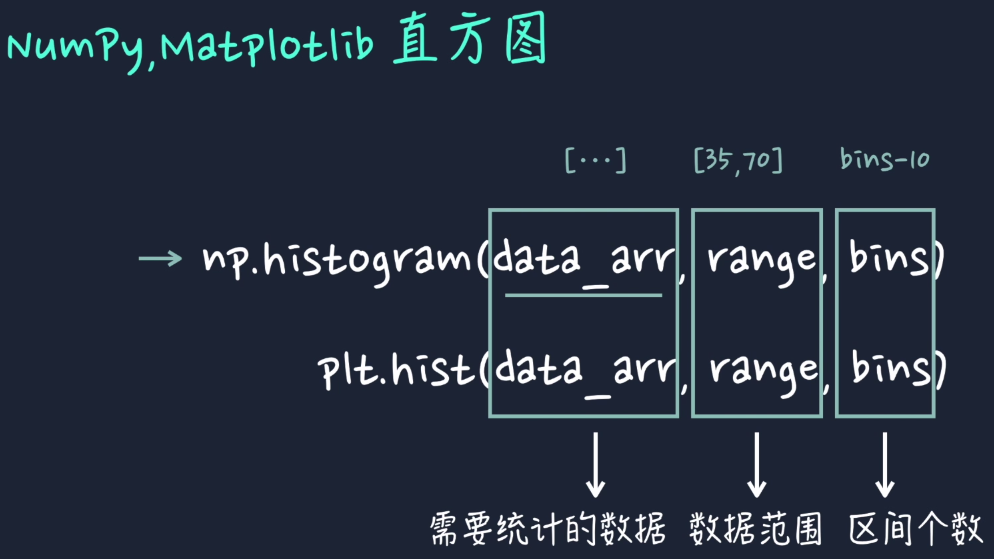 NumPy,Matplotlib 直方图
[...] [35,70] bins-10
→ np.histogram(data_arr, range, bins)
plt.hist(data_arr, range, bins)
需要统计的数据 数据范围 区间个数